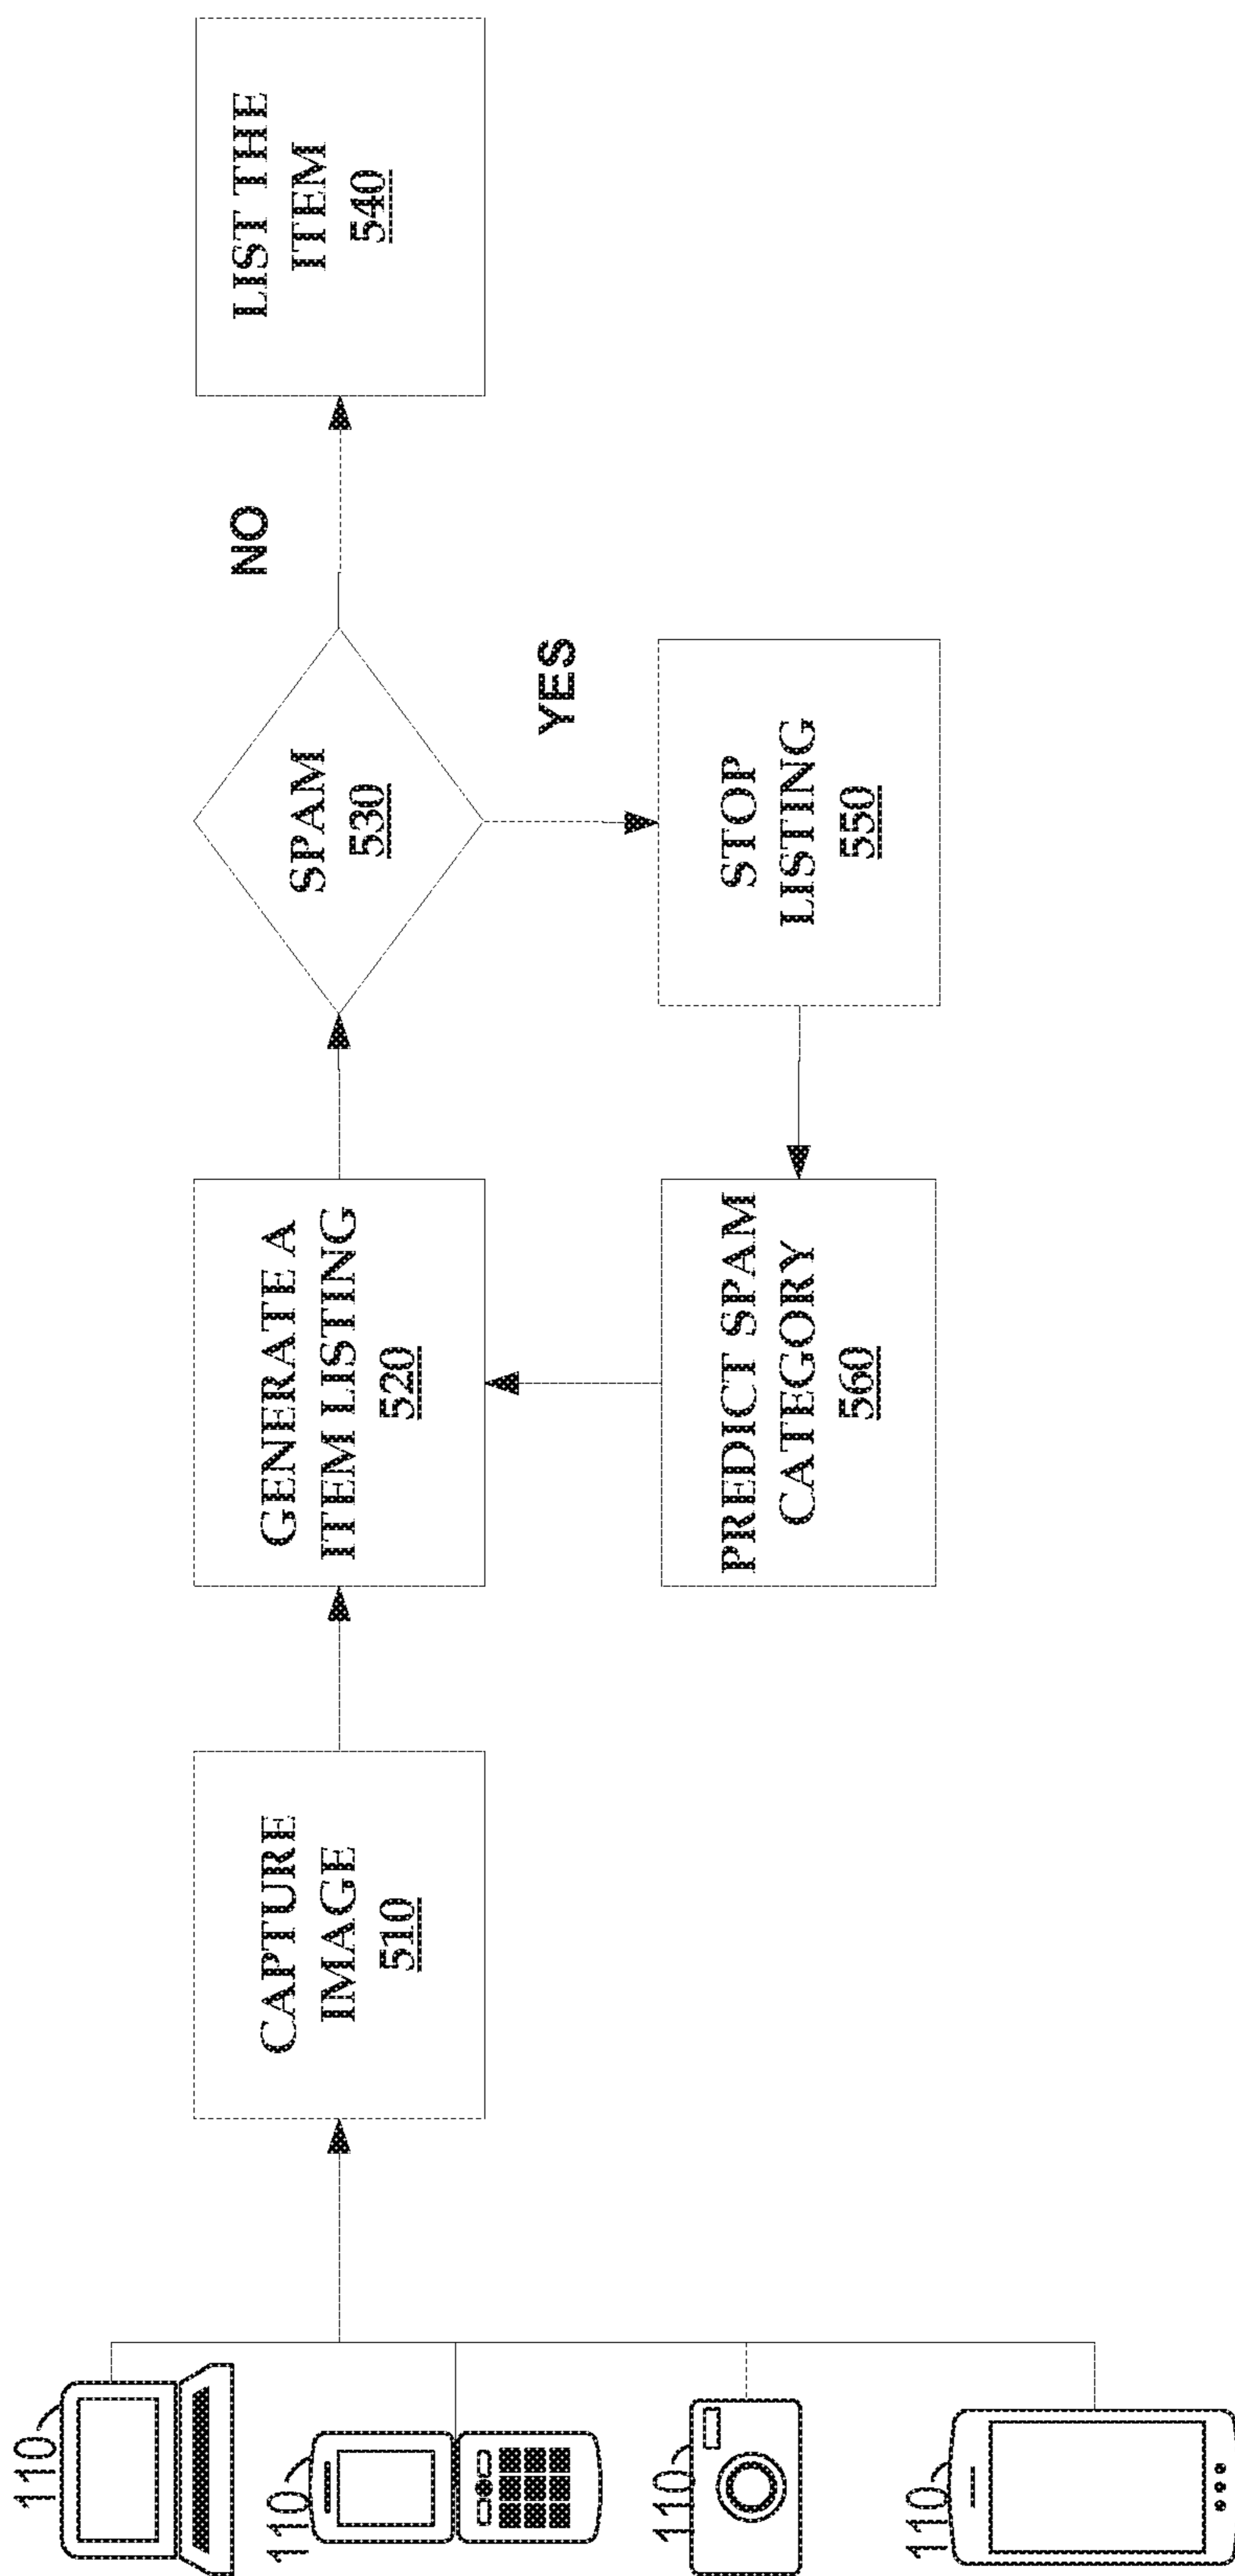 110
110
110
110
CAPTURE
IMAGE
510
GENERATE A
ITEM LISTING
520
SPAM
530
NO
LIST THE
ITEM
540
YES
STOP
LISTING
550
PREDICT SPAM
CATEGORY
560